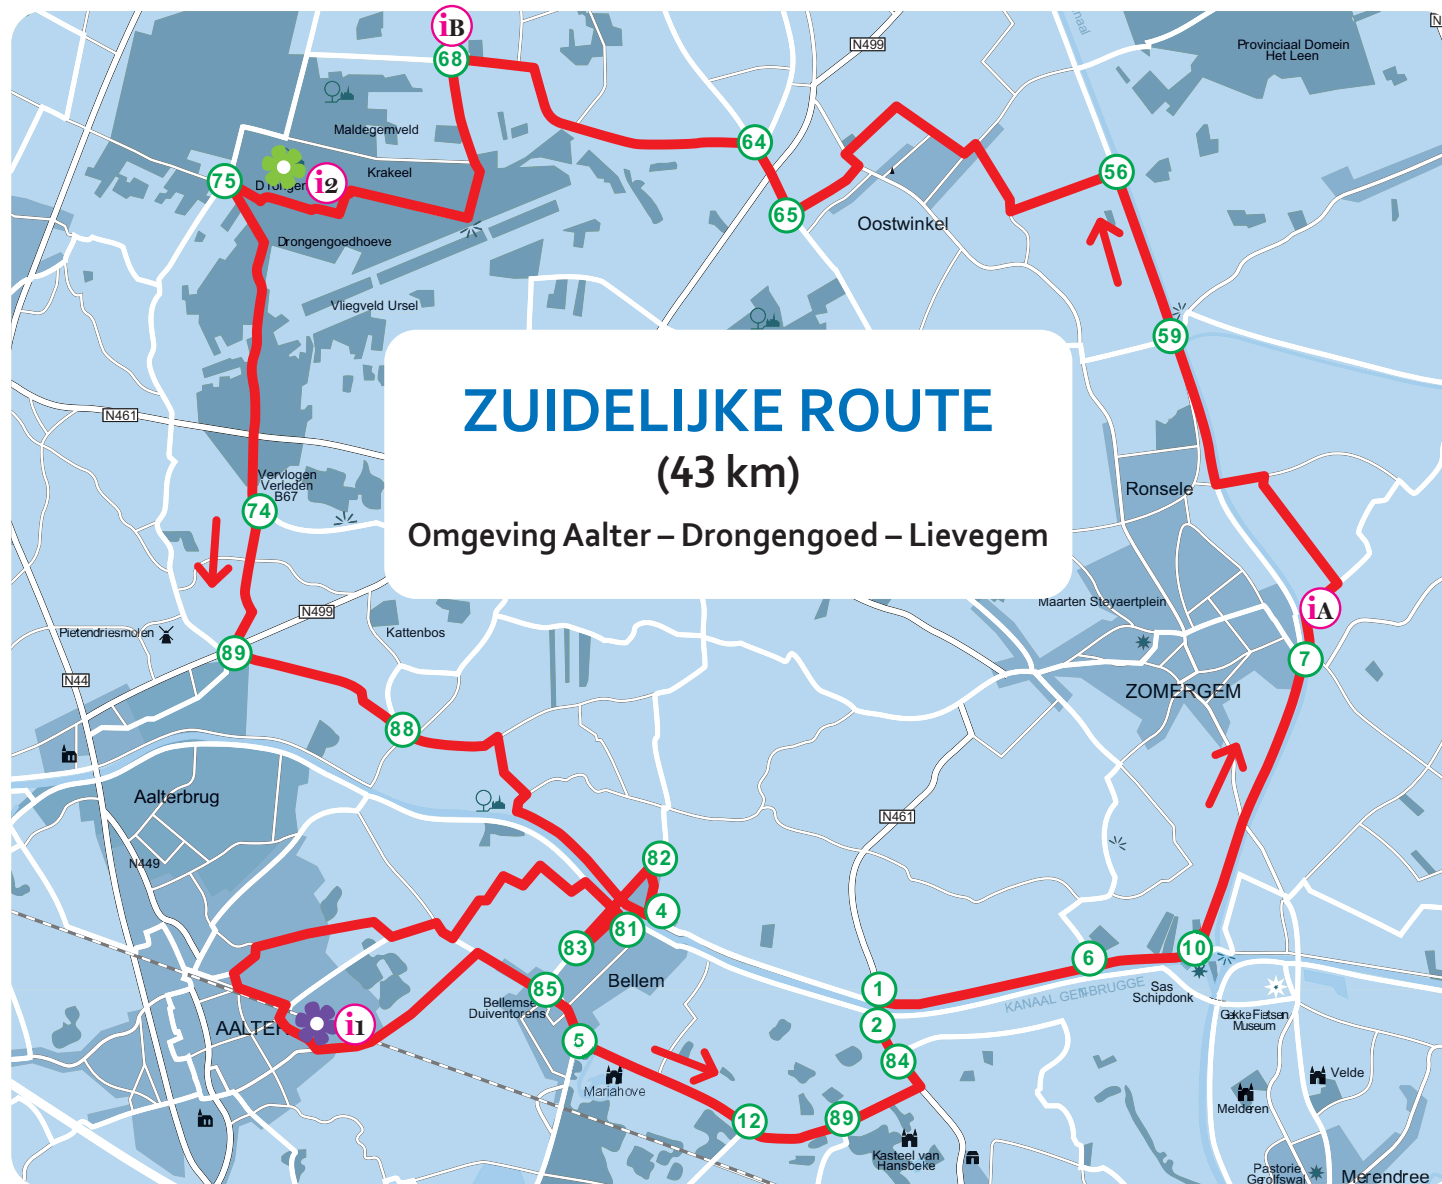 iB
68
N499
Provinciaal Domein
Het Leen
Maldegemveld
64
Krakeel
75
i2
56
65
Oostwinkel
Drongengoedhoeve
Vliegveld Ursel
59
ZUIDELIJKE ROUTE
(43 km)
Omgeving Aalter – Drongengoed – Lievegem
N461
Vervlogen
Verleden
B67
74
Ronsele
Maarten Steyaertplein
iA
N499
Pietendriesmolen
Kattenbos
89
7
N44
ZOMERGEM
88
Aalterbrug
N461
N449
82
4
81
83
10
6
Bellem
85
1
Sas
Schipdonk
KANAAL GENT-BRUGGE
Bellemse
Duiventorens
AALTER
i1
2
Gekke Fietsen
Museum
5
84
Velde
Mariahove
Melderen
12
89
Kasteel van
Hansbeke
Pastorie
Gerolfswal
Merendree